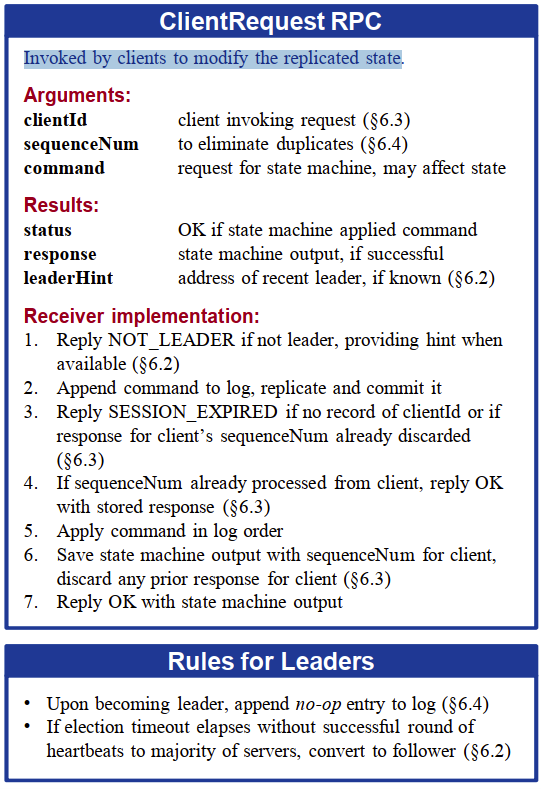 ClientRequest RPC
Invoked by clients to modify the replicated state.
Arguments:
clientId client invoking request (§6.3)
sequenceNum to eliminate duplicates (§6.4)
command request for state machine, may affect state
Results:
status OK if state machine applied command
response state machine output, if successful
leaderHint address of recent leader, if known (§6.2)
Receiver implementation:
1. Reply NOT_LEADER if not leader, providing hint when
available (§6.2)
2. Append command to log, replicate and commit it
3. Reply SESSION_EXPIRED if no record of clientId or if
response for client's sequenceNum already discarded
(§6.3)
4. If sequenceNum already processed from client, reply OK
with stored response (§6.3)
5. Apply command in log order
6. Save state machine output with sequenceNum for client,
discard any prior response for client (§6.3)
7. Reply OK with state machine output
Rules for Leaders
• Upon becoming leader, append no-op entry to log (§6.4)
• If election timeout elapses without successful round of
heartbeats to majority of servers, convert to follower (§6.2)